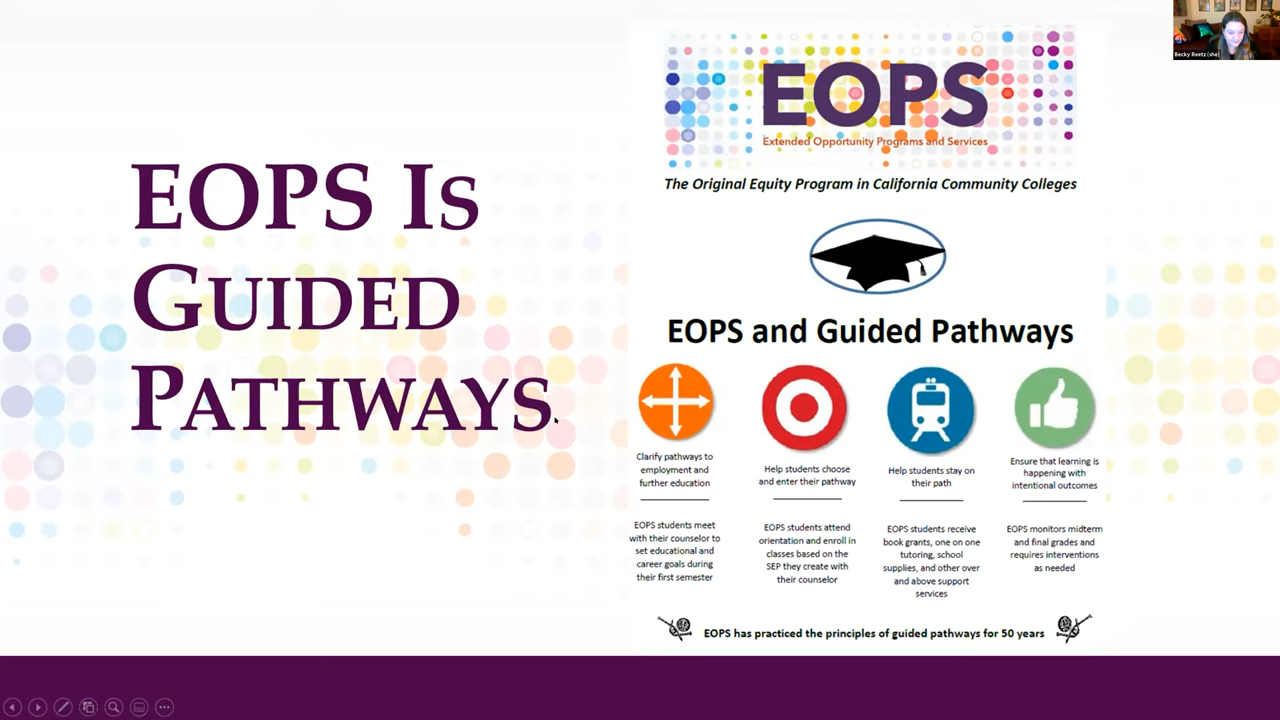 EOPS IS
GUIDED
PATHWAYS.
EOPS
Extended Opportunity Programs and Services
The Original Equity Program in California Community Colleges
EOPS and Guided Pathways
Clarify pathways to
employment and
further education
EOPS students meet
with their counselor to
set educational and
career goals during
their first semester
Help students choose
and enter their pathway
EOPS students attend
orientation and enroll in
classes based on the
SEP they create with
their counselor
Help students stay on
their path
EOPS students receive
book grants, one on one
tutoring, school
supplies, and other over
and above support
services
Ensure that learning is
happening with
intentional outcomes
EOPS monitors midterm
and final grades and
requires interventions
as needed
EOPS has practiced the principles of guided pathways for 50 years
Becky Reetz (she)